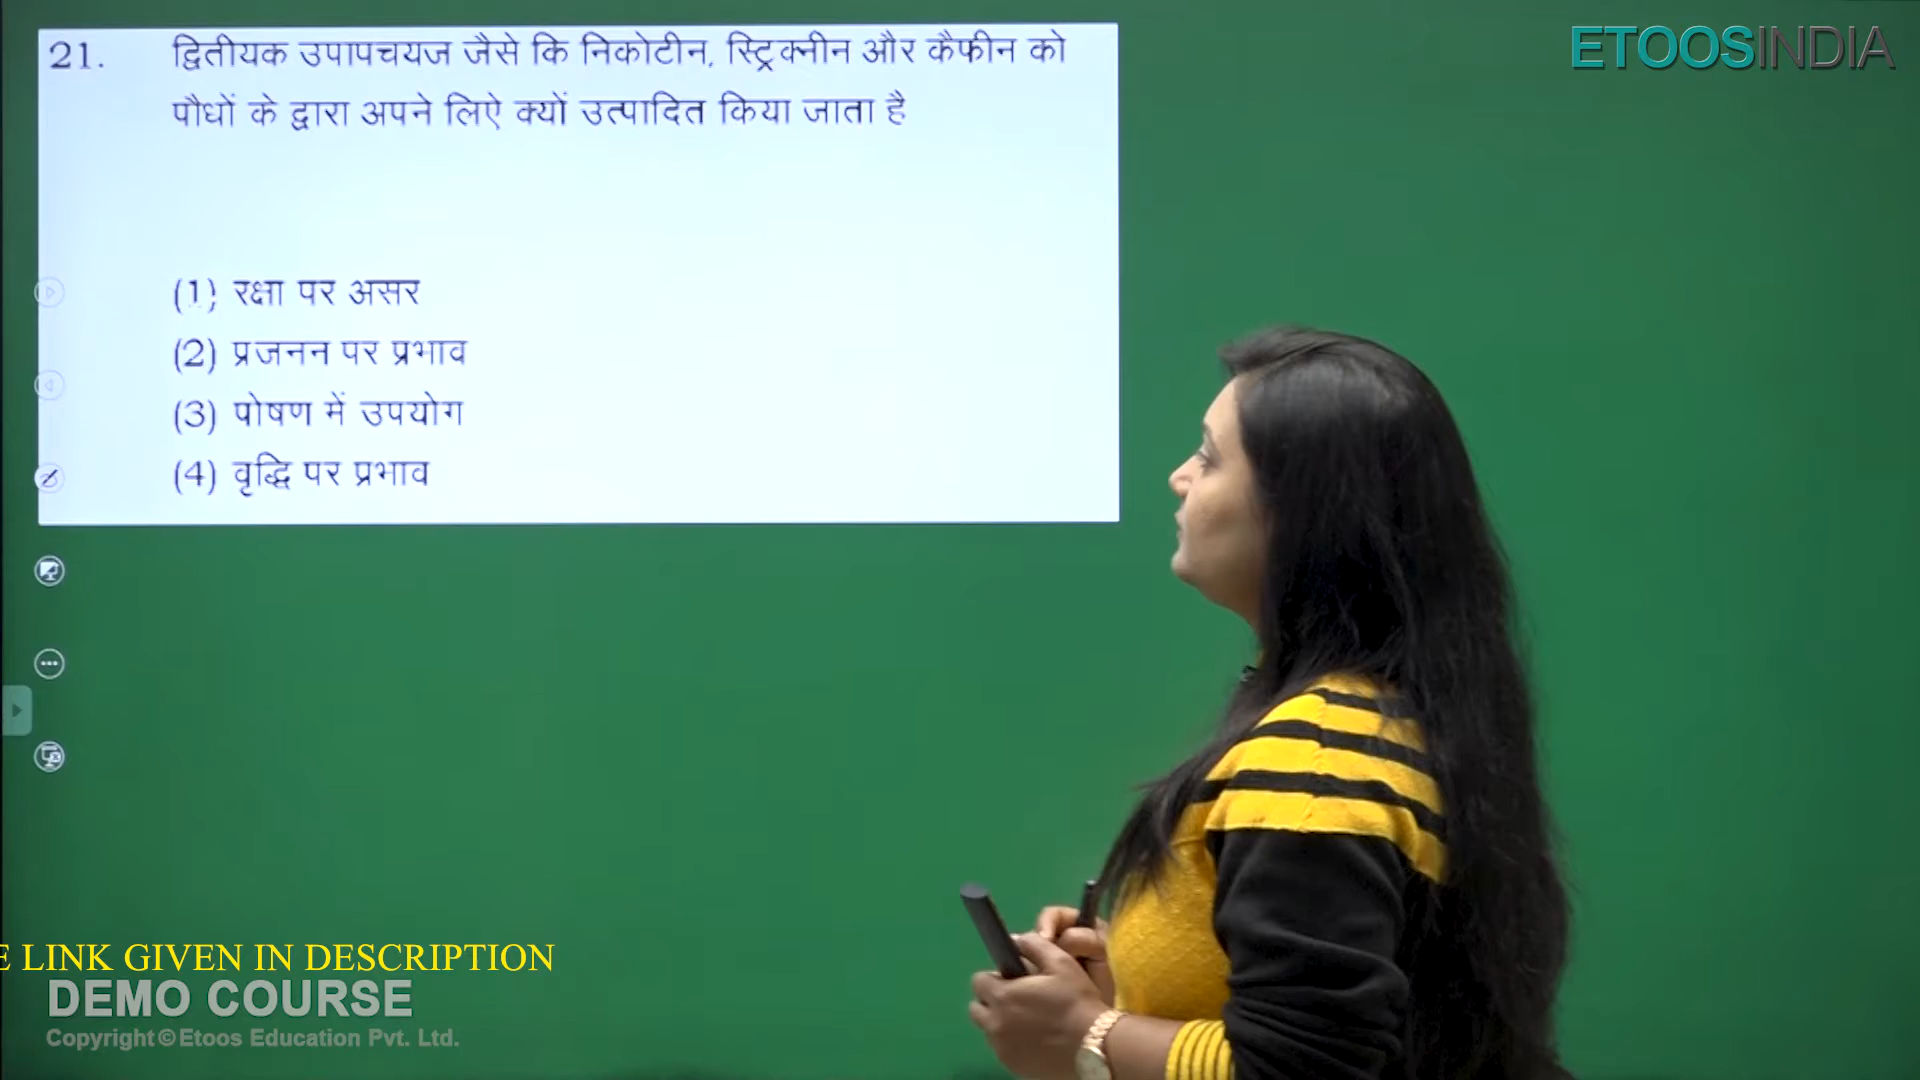 ETOOSINDIA
21. द्वितीयक उपापचयज जैसे कि निकोटीन, स्ट्रिक्नीन और कैफीन को
पौधों के द्वारा अपने लिऐ क्यों उत्पादित किया जाता है
(1) रक्षा पर असर
(2) प्रजनन पर प्रभाव
(3) पोषण में उपयोग
(4) वृद्धि पर प्रभाव
LINK GIVEN IN DESCRIPTION
DEMO COURSE
Copyright © Etoos Education Pvt. Ltd.